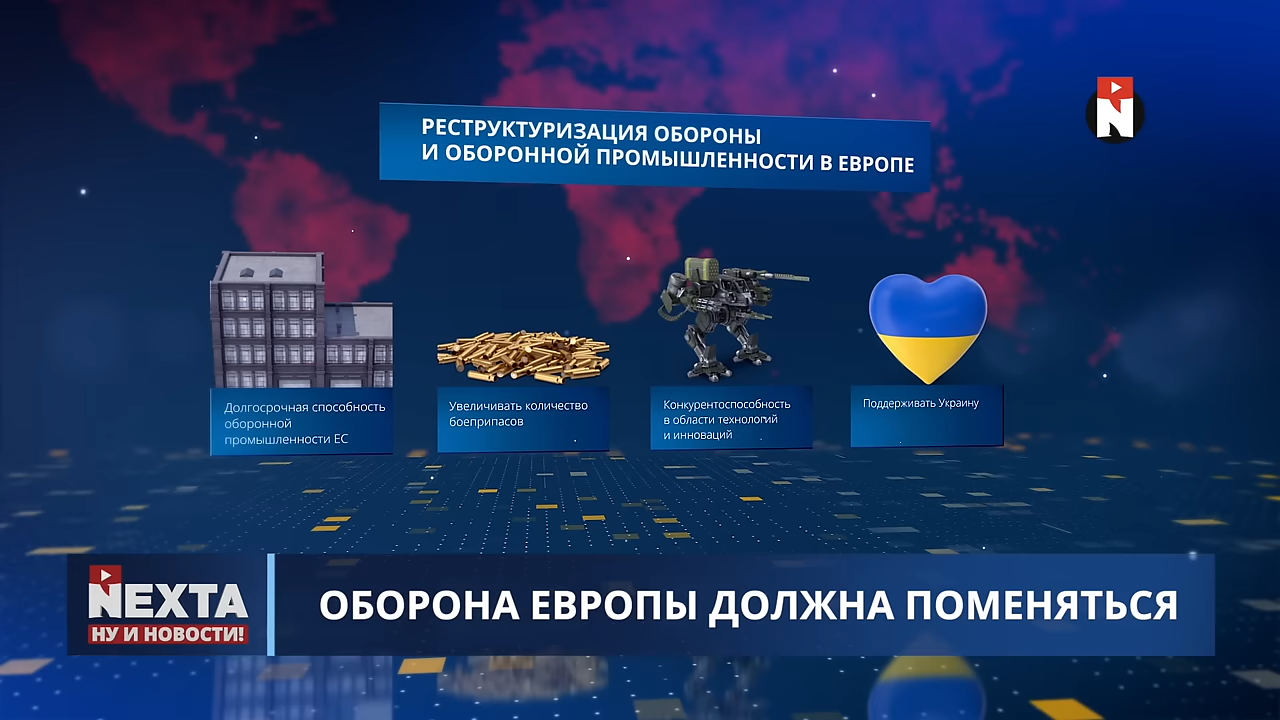 РЕСТРУКТУРИЗАЦИЯ ОБОРОНЫ
И ОБОРОННОЙ ПРОМЫШЛЕННОСТИ В ЕВРОПЕ
N
Долгосрочная способность
оборонной
промышленности ЕС
Увеличивать количество
боеприпасов
Конкурентоспособность
в области технологий
и инноваций
Поддерживать Украину
NEXTA
НУ И НОВОСТИ!
ОБОРОНА ЕВРОПЫ ДОЛЖНА ПОМЕНЯТЬСЯ